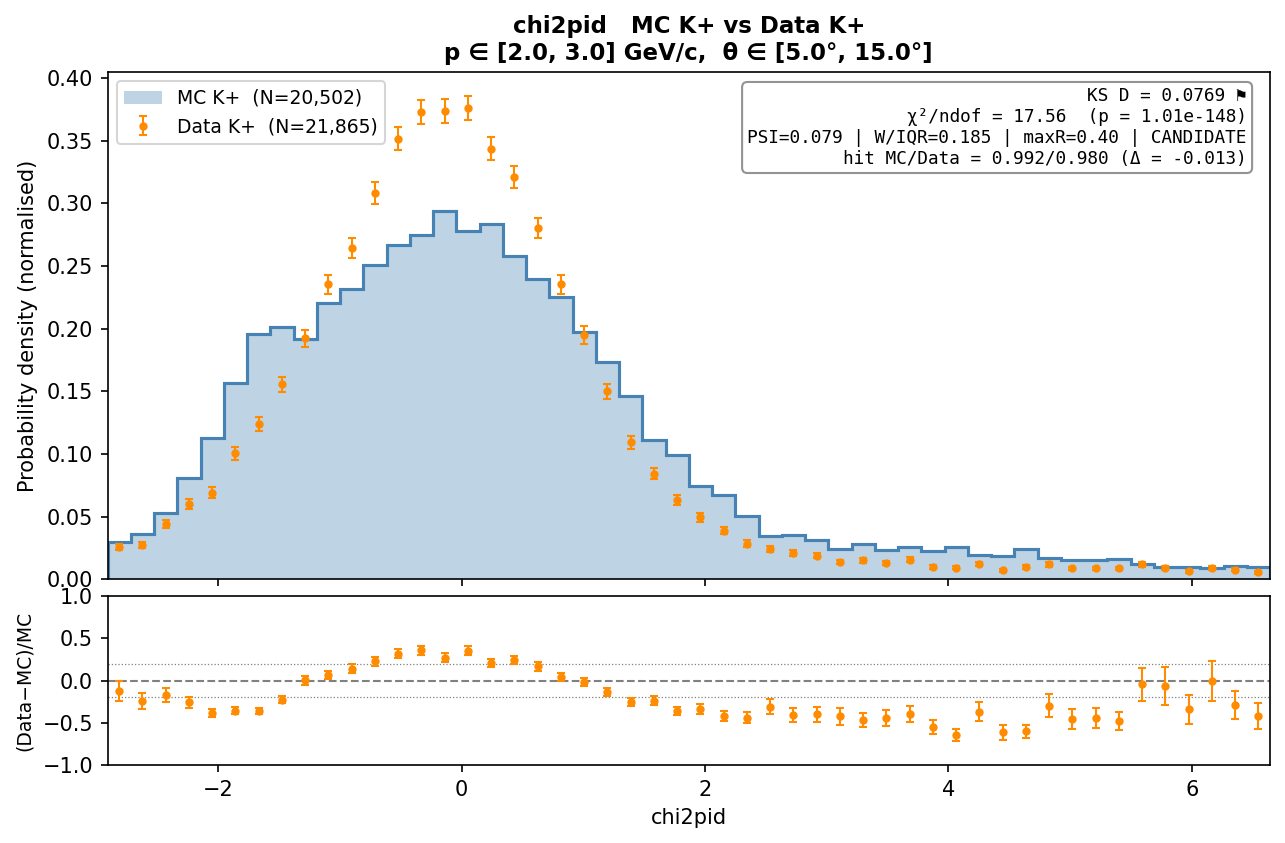 chi2pid   MC K+ vs Data K+
p ∈ [2.0, 3.0] GeV/c,  θ ∈ [5.0°, 15.0°]
MC K+  (N=20,502)
Data K+  (N=21,865)
KS D = 0.0769 ⚑
χ²/ndof = 17.56  (p = 1.01e-148)
PSI=0.079 | W/IQR=0.185 | maxR=0.40 | CANDIDATE
hit MC/Data = 0.992/0.980 (Δ = -0.013)
Probability density (normalised)
0.40
0.35
0.30
0.25
0.20
0.15
0.10
0.05
0.00
(Data−MC)/MC
1.0
0.5
0.0
−0.5
−1.0
−2
0
2
4
6
chi2pid